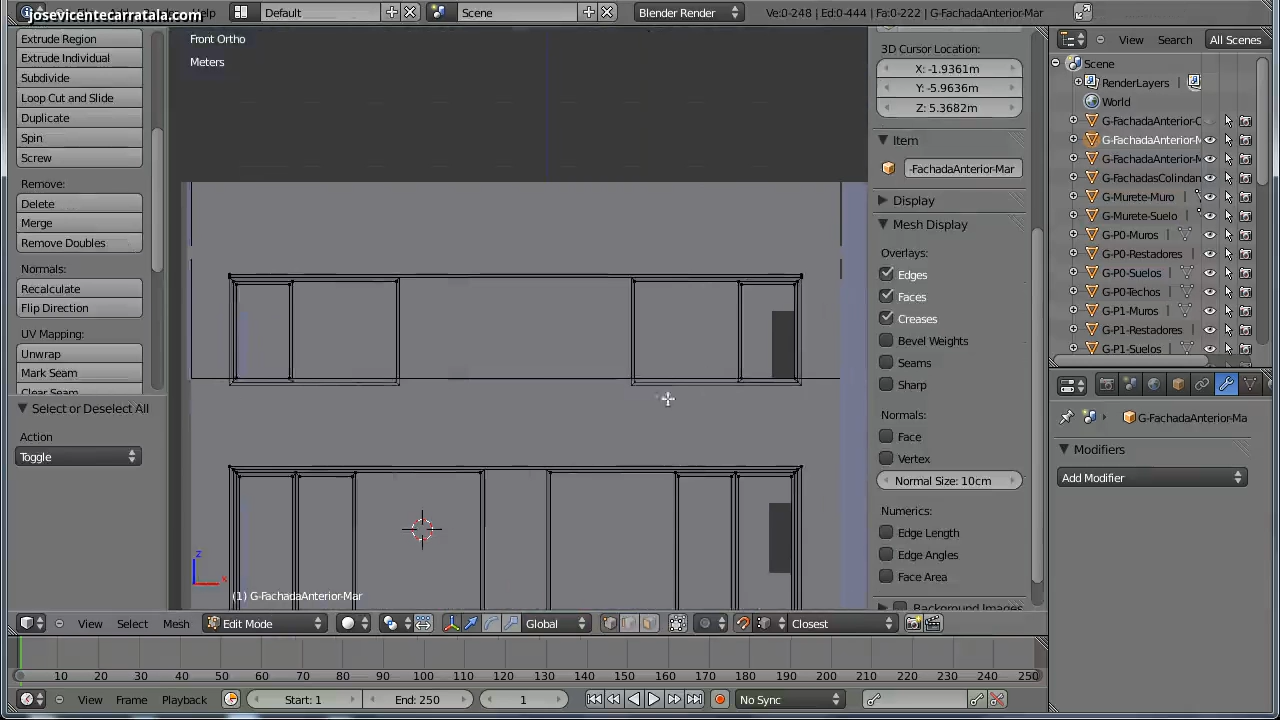 josevicentecarratala.com
Default
Scene
Blender Render
Ve:0-248 | Ed:0-444 | Fa:0-222 | G-FachadaAnterior-Mar
Extrude Region
Extrude Individual
Subdivide
Loop Cut and Slide
Duplicate
Spin
Screw
Remove:
Delete
Merge
Remove Doubles
Normals:
Recalculate
Flip Direction
UV Mapping:
Unwrap
Mark Seam
Clear Seam
Select or Deselect All
Action
Toggle
Front Ortho
Meters
z
x
(1) G-FachadaAnterior-Mar
3D Cursor Location:
X: -1.9361m
Y: -5.9636m
Z: 5.3682m
Item
-FachadaAnterior-Mar
Display
Mesh Display
Overlays:
Edges
Faces
Creases
Bevel Weights
Seams
Sharp
Normals:
Face
Vertex
Normal Size: 10cm
Numerics:
Edge Length
Edge Angles
Face Area
Background Images
View
Search
All Scenes
Scene
RenderLayers |
World
G-FachadaAnterior-C
G-FachadaAnterior-M
G-FachadaAnterior-M
G-FachadasColindan
G-Murete-Muro |
G-Murete-Suelo |
G-P0-Muros |
G-P0-Restadores
G-P0-Suelos |
G-P0-Techos |
G-P1-Muros |
G-P1-Restadores
G-P1-Suelos |
G-FachadaAnterior-Ma
Modifiers
Add Modifier
View
Select
Mesh
Edit Mode
Global
Closest
0 10 20 30 40 50 60 70 80 90 100 110 120 130 140 150 160 170 180 190 200 210 220 230 240 250
View
Frame
Playback
Start: 1
End: 250
1
No Sync